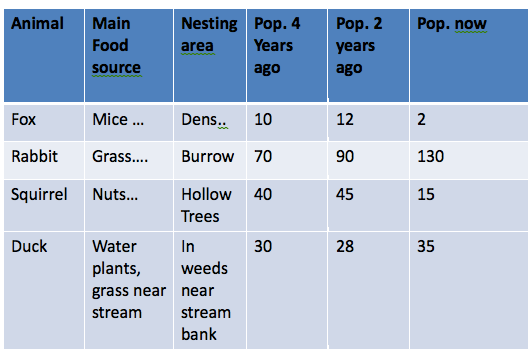 Animal Main Food source Nesting area Pop. 4 Years ago Pop. 2 years ago Pop. now
Fox Mice ... Dens.. 10 12 2
Rabbit Grass.... Burrow 70 90 130
Squirrel Nuts... Hollow Trees 40 45 15
Duck Water plants, grass near stream In weeds near stream bank 30 28 35